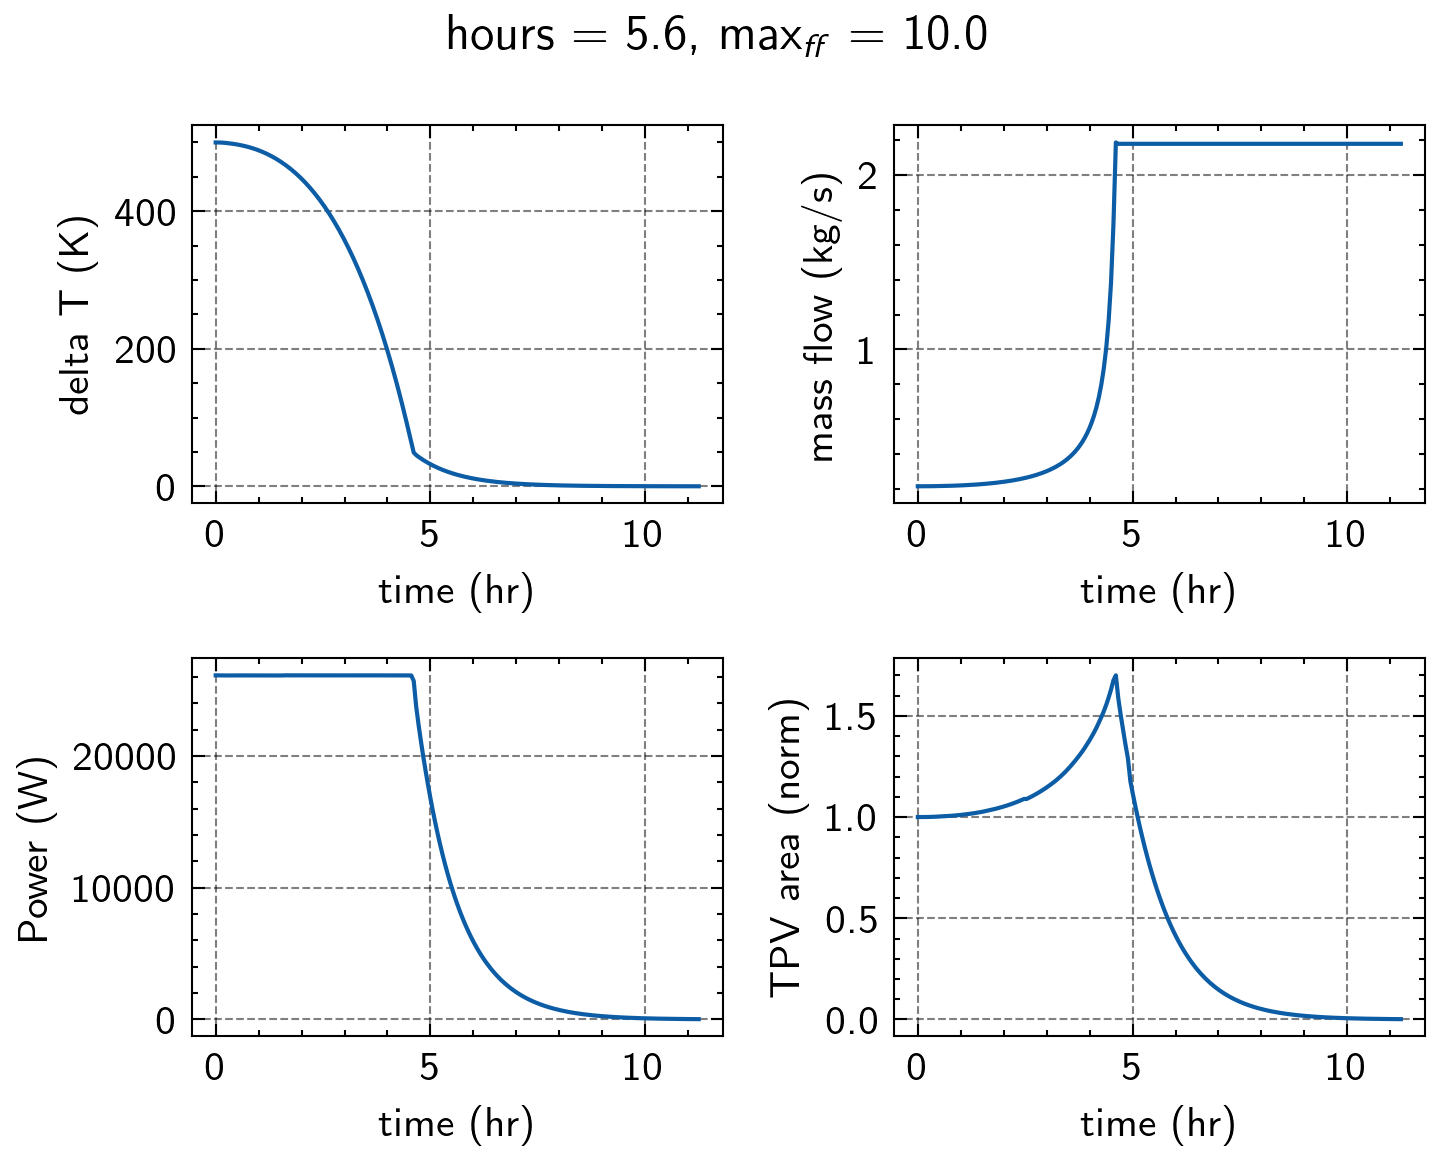 hours = 5.6, max_ff = 10.0
delta T (K)
400
200
0
0 5 10
time (hr)
mass flow (kg/s)
2
1
0 5 10
time (hr)
Power (W)
20000
10000
0
0 5 10
time (hr)
TPV area (norm)
1.5
1.0
0.5
0.0
0 5 10
time (hr)